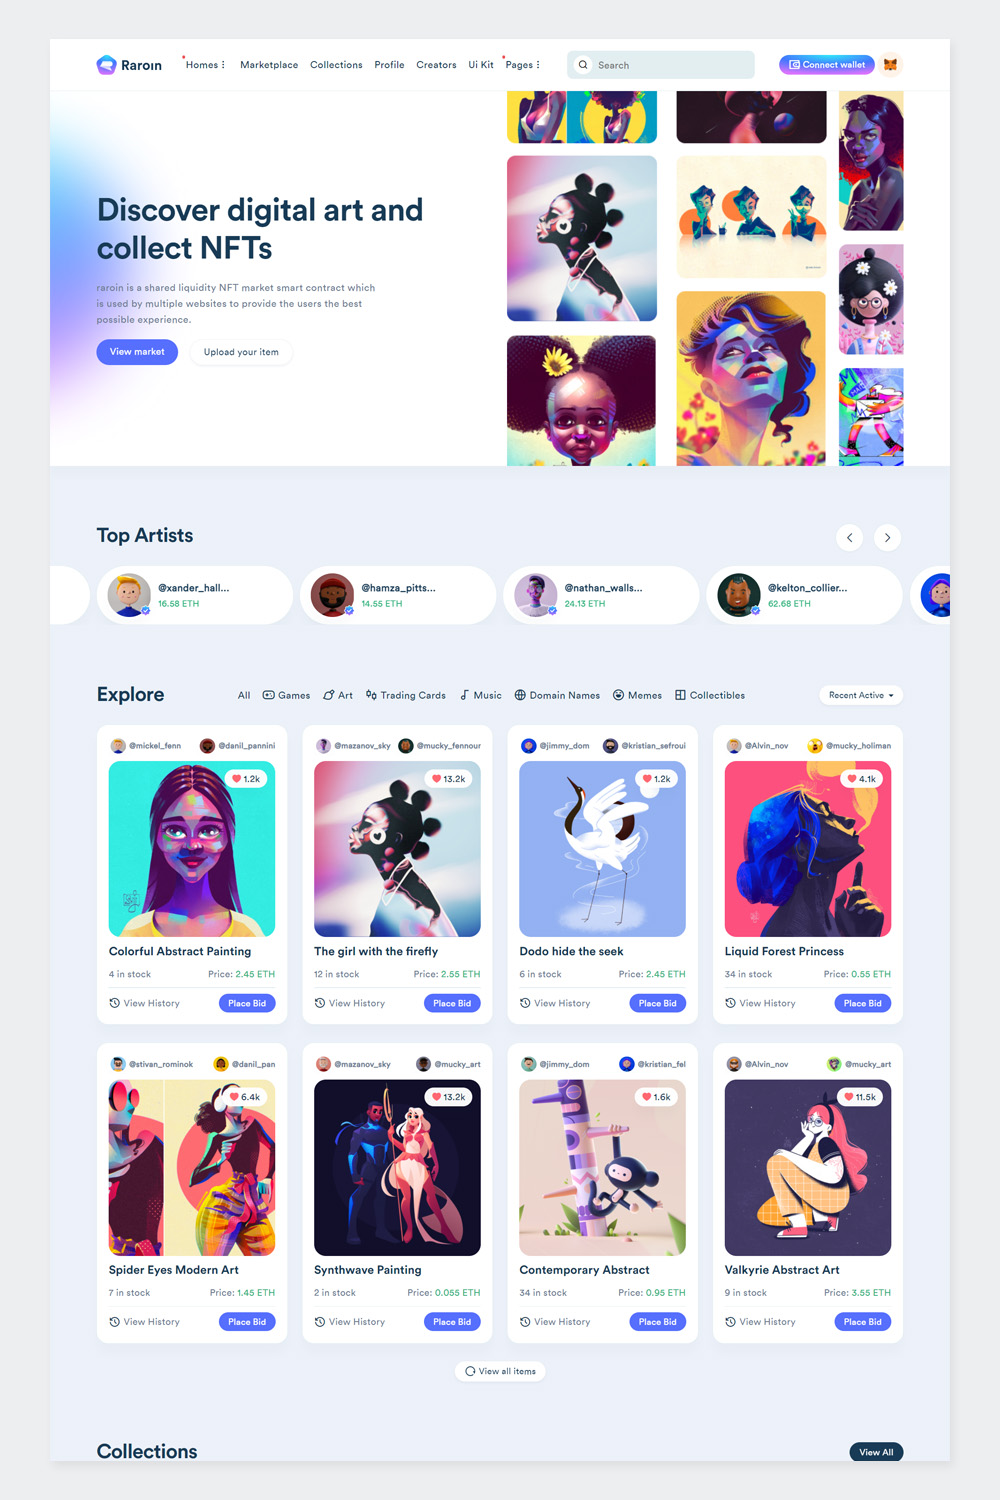 Raroin
Homes
Marketplace
Collections
Profile
Creators
Ui Kit
Pages
Search
Connect wallet
Discover digital art and
collect NFTs
raroin is a shared liquidity NFT market smart contract which
is used by multiple websites to provide the users the best
possible experience.
View market
Upload your item
Top Artists
@xander_hall...
16.58 ETH
@hamza_pitts...
14.55 ETH
@nathan_walls...
24.13 ETH
@kelton_collier...
62.68 ETH
Explore
All
Games
Art
Trading Cards
Music
Domain Names
Memes
Collectibles
Recent Active
@mickel_fenn
@danil_pannini
1.2k
Colorful Abstract Painting
4 in stock
Price: 2.45 ETH
View History
Place Bid
@mazanov_sky
@mucky_fennour
13.2k
The girl with the firefly
12 in stock
Price: 2.55 ETH
View History
Place Bid
@jimmy_dom
@kristian_sefroui
1.2k
Dodo hide the seek
6 in stock
Price: 2.45 ETH
View History
Place Bid
@Alvin_nov
@mucky_holiman
4.1k
Liquid Forest Princess
34 in stock
Price: 0.55 ETH
View History
Place Bid
@stivan_rominok
@danil_pan
6.4k
Spider Eyes Modern Art
7 in stock
Price: 1.45 ETH
View History
Place Bid
@mazanov_sky
@mucky_art
13.2k
Synthwave Painting
2 in stock
Price: 0.055 ETH
View History
Place Bid
@jimmy_dom
@kristian_fel
1.6k
Contemporary Abstract
34 in stock
Price: 0.95 ETH
View History
Place Bid
@Alvin_nov
@mucky_art
11.5k
Valkyrie Abstract Art
9 in stock
Price: 3.55 ETH
View History
Place Bid
View all items
Collections
View All